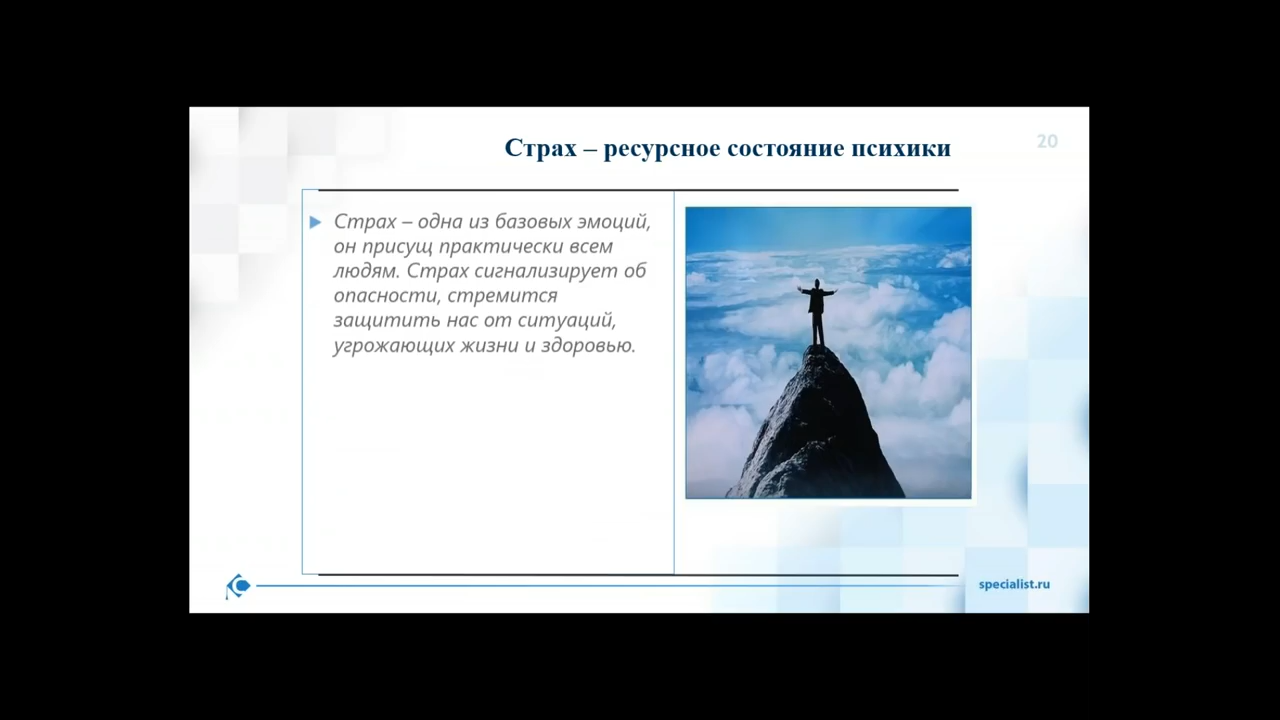 Страх – ресурсное состояние психики
20
Страх – одна из базовых эмоций,
он присущ практически всем
людям. Страх сигнализирует об
опасности, стремится
защитить нас от ситуаций,
угрожающих жизни и здоровью.
specialist.ru